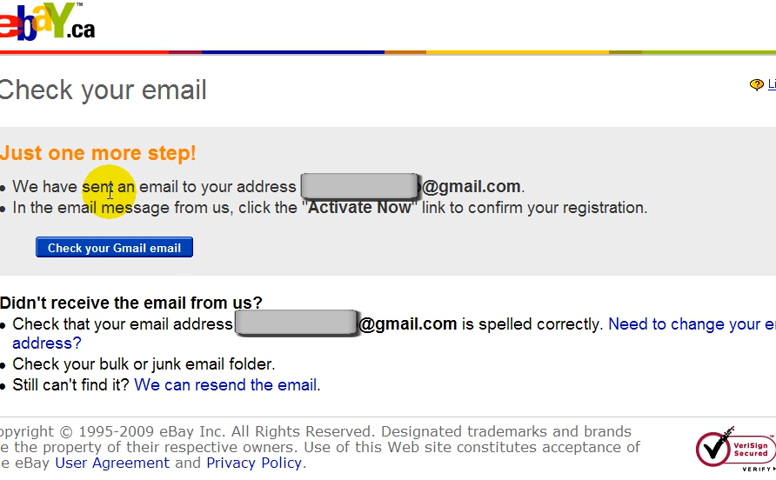 ebay.ca
Check your email
Li
Just one more step!
• We have sent an email to your address @gmail.com.
• In the email message from us, click the "Activate Now" link to confirm your registration.
Check your Gmail email
Didn't receive the email from us?
• Check that your email address @gmail.com is spelled correctly. Need to change your em
address?
• Check your bulk or junk email folder.
• Still can't find it? We can resend the email.
opyright © 1995-2009 eBay Inc. All Rights Reserved. Designated trademarks and brands
e the property of their respective owners. Use of this Web site constitutes acceptance of
e eBay User Agreement and Privacy Policy.
VeriSign
Secured
VERIFY